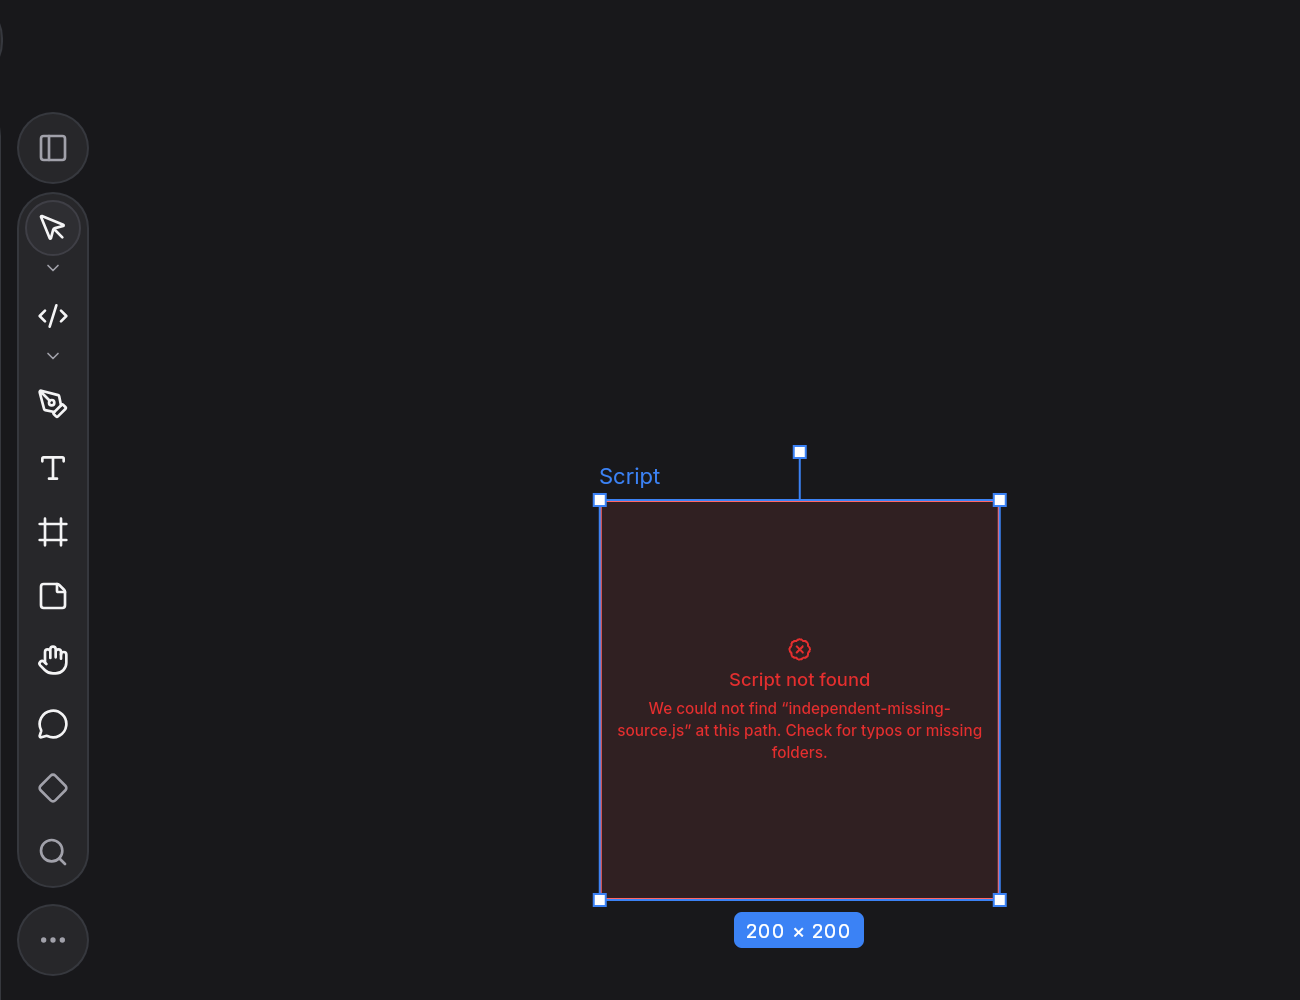 Script
Script not found
We could not find “independent-missing-
source.js” at this path. Check for typos or missing
folders.
200 × 200